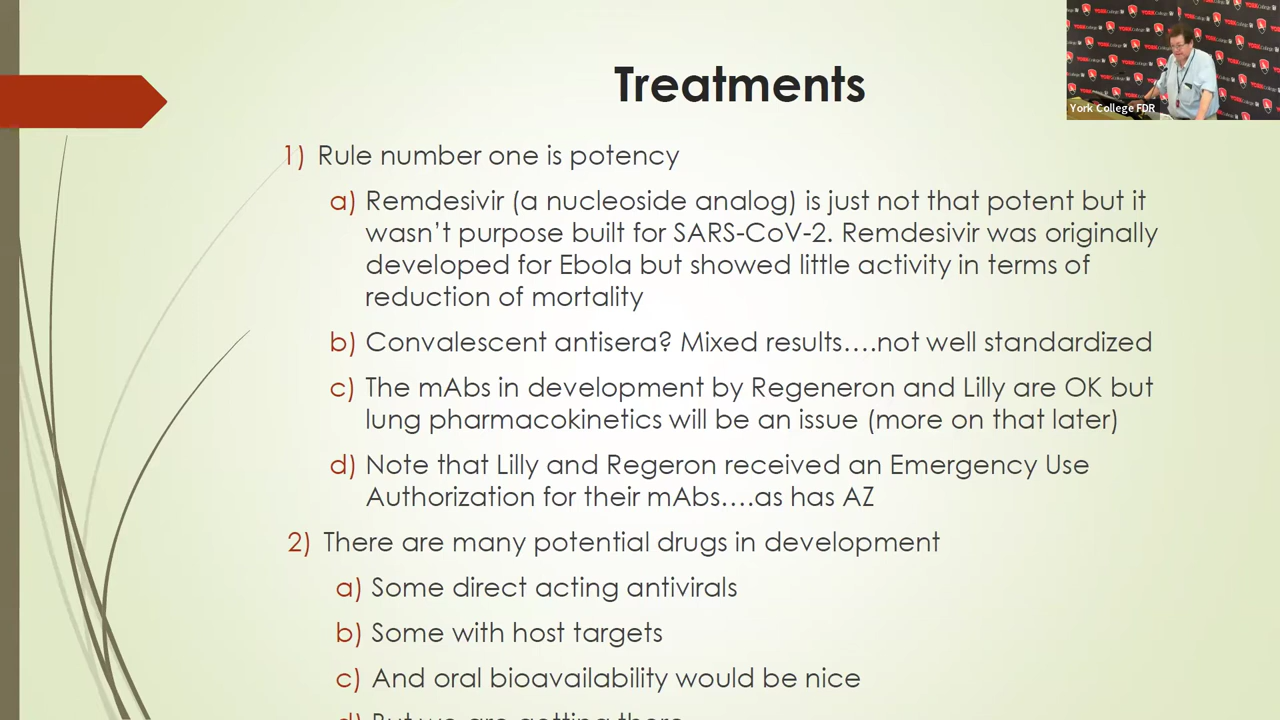 Treatments
York College FDR
1) Rule number one is potency
a) Remdesivir (a nucleoside analog) is just not that potent but it
wasn’t purpose built for SARS-CoV-2. Remdesivir was originally
developed for Ebola but showed little activity in terms of
reduction of mortality
b) Convalescent antisera? Mixed results....not well standardized
c) The mAbs in development by Regeneron and Lilly are OK but
lung pharmacokinetics will be an issue (more on that later)
d) Note that Lilly and Regeron received an Emergency Use
Authorization for their mAbs....as has AZ
2) There are many potential drugs in development
a) Some direct acting antivirals
b) Some with host targets
c) And oral bioavailability would be nice
d) But we are getting there